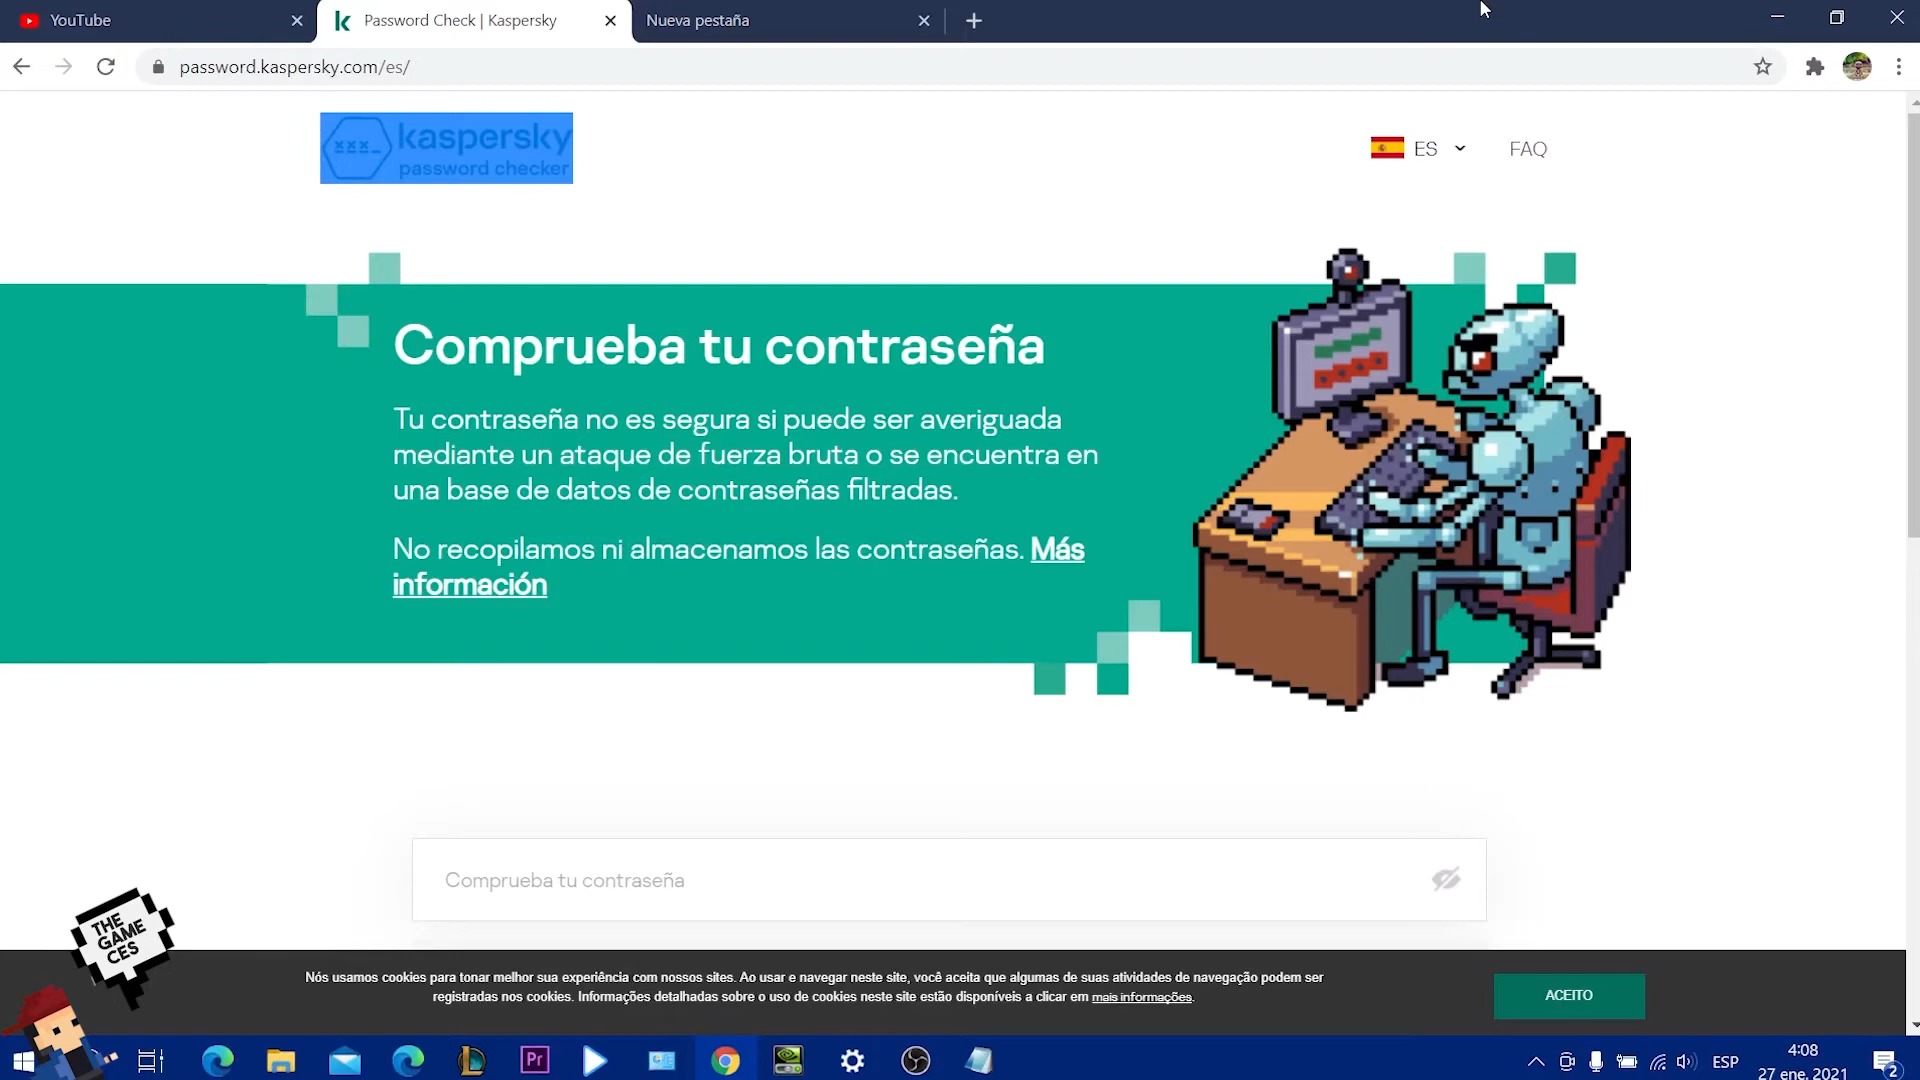 YouTube
Password Check | Kaspersky
Nueva pestaña
password.kaspersky.com/es/
xxx_
kaspersky
password checker
ES
FAQ
Comprueba tu contraseña
Tu contraseña no es segura si puede ser averiguada
mediante un ataque de fuerza bruta o se encuentra en
una base de datos de contraseñas filtradas.
No recopilamos ni almacenamos las contraseñas. Más
información
Comprueba tu contraseña
THE
GAME
CES
Nós usamos cookies para tonar melhor sua experiência com nossos sites. Ao usar e navegar neste site, você aceita que algumas de suas atividades de navegação podem ser
registradas nos cookies. Informações detalhadas sobre o uso de cookies neste site estão disponíveis a clicar em mais informações.
ACEITO
Pr
ESP
4:08
27 ene. 2021
2